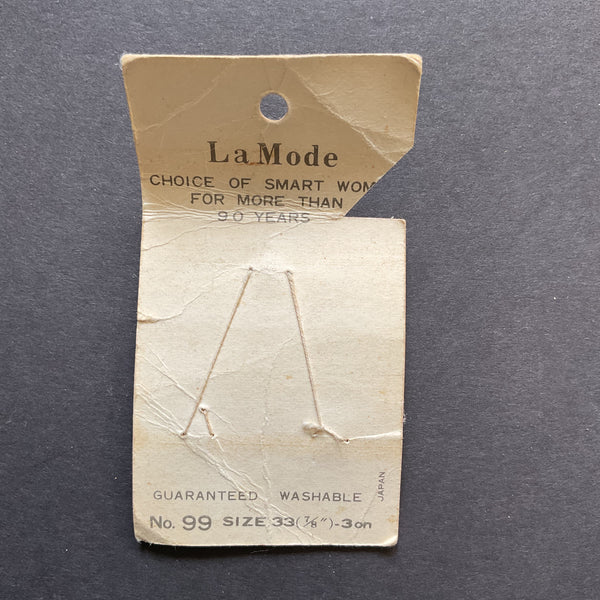 La Mode
CHOICE OF SMART WOM
FOR MORE THAN
90 YEARS
GUARANTEED WASHABLE
JAPAN
No. 99 SIZE 33 (7/8")-3on